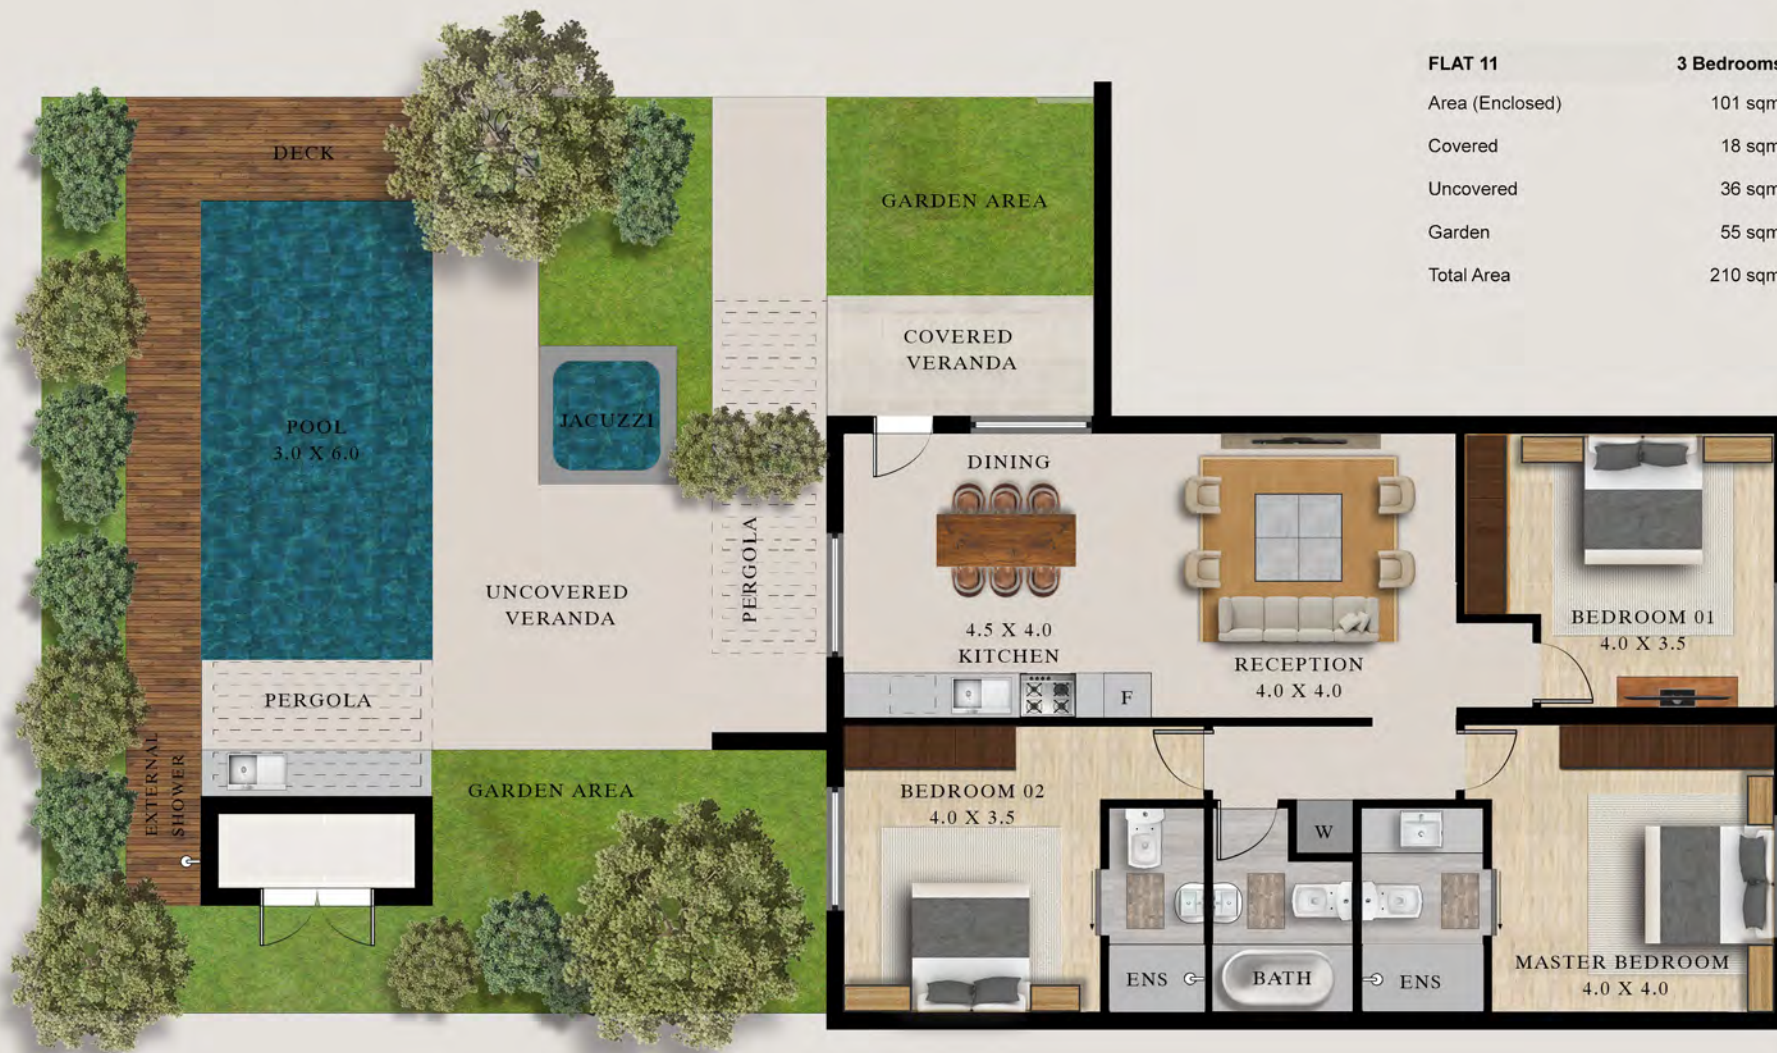 FLAT 11 3 Bedrooms
Area (Enclosed) 101 sqm
Covered 18 sqm
Uncovered 36 sqm
Garden 55 sqm
Total Area 210 sqm
DECK
GARDEN AREA
COVERED
VERANDA
POOL
3.0 X 6.0
JACUZZI
DINING
PERGOLA
UNCOVERED
VERANDA
4.5 X 4.0
KITCHEN
RECEPTION
4.0 X 4.0
BEDROOM 01
4.0 X 3.5
F
PERGOLA
EXTERNAL
SHOWER
GARDEN AREA
BEDROOM 02
4.0 X 3.5
W
ENS
BATH
ENS
MASTER BEDROOM
4.0 X 4.0